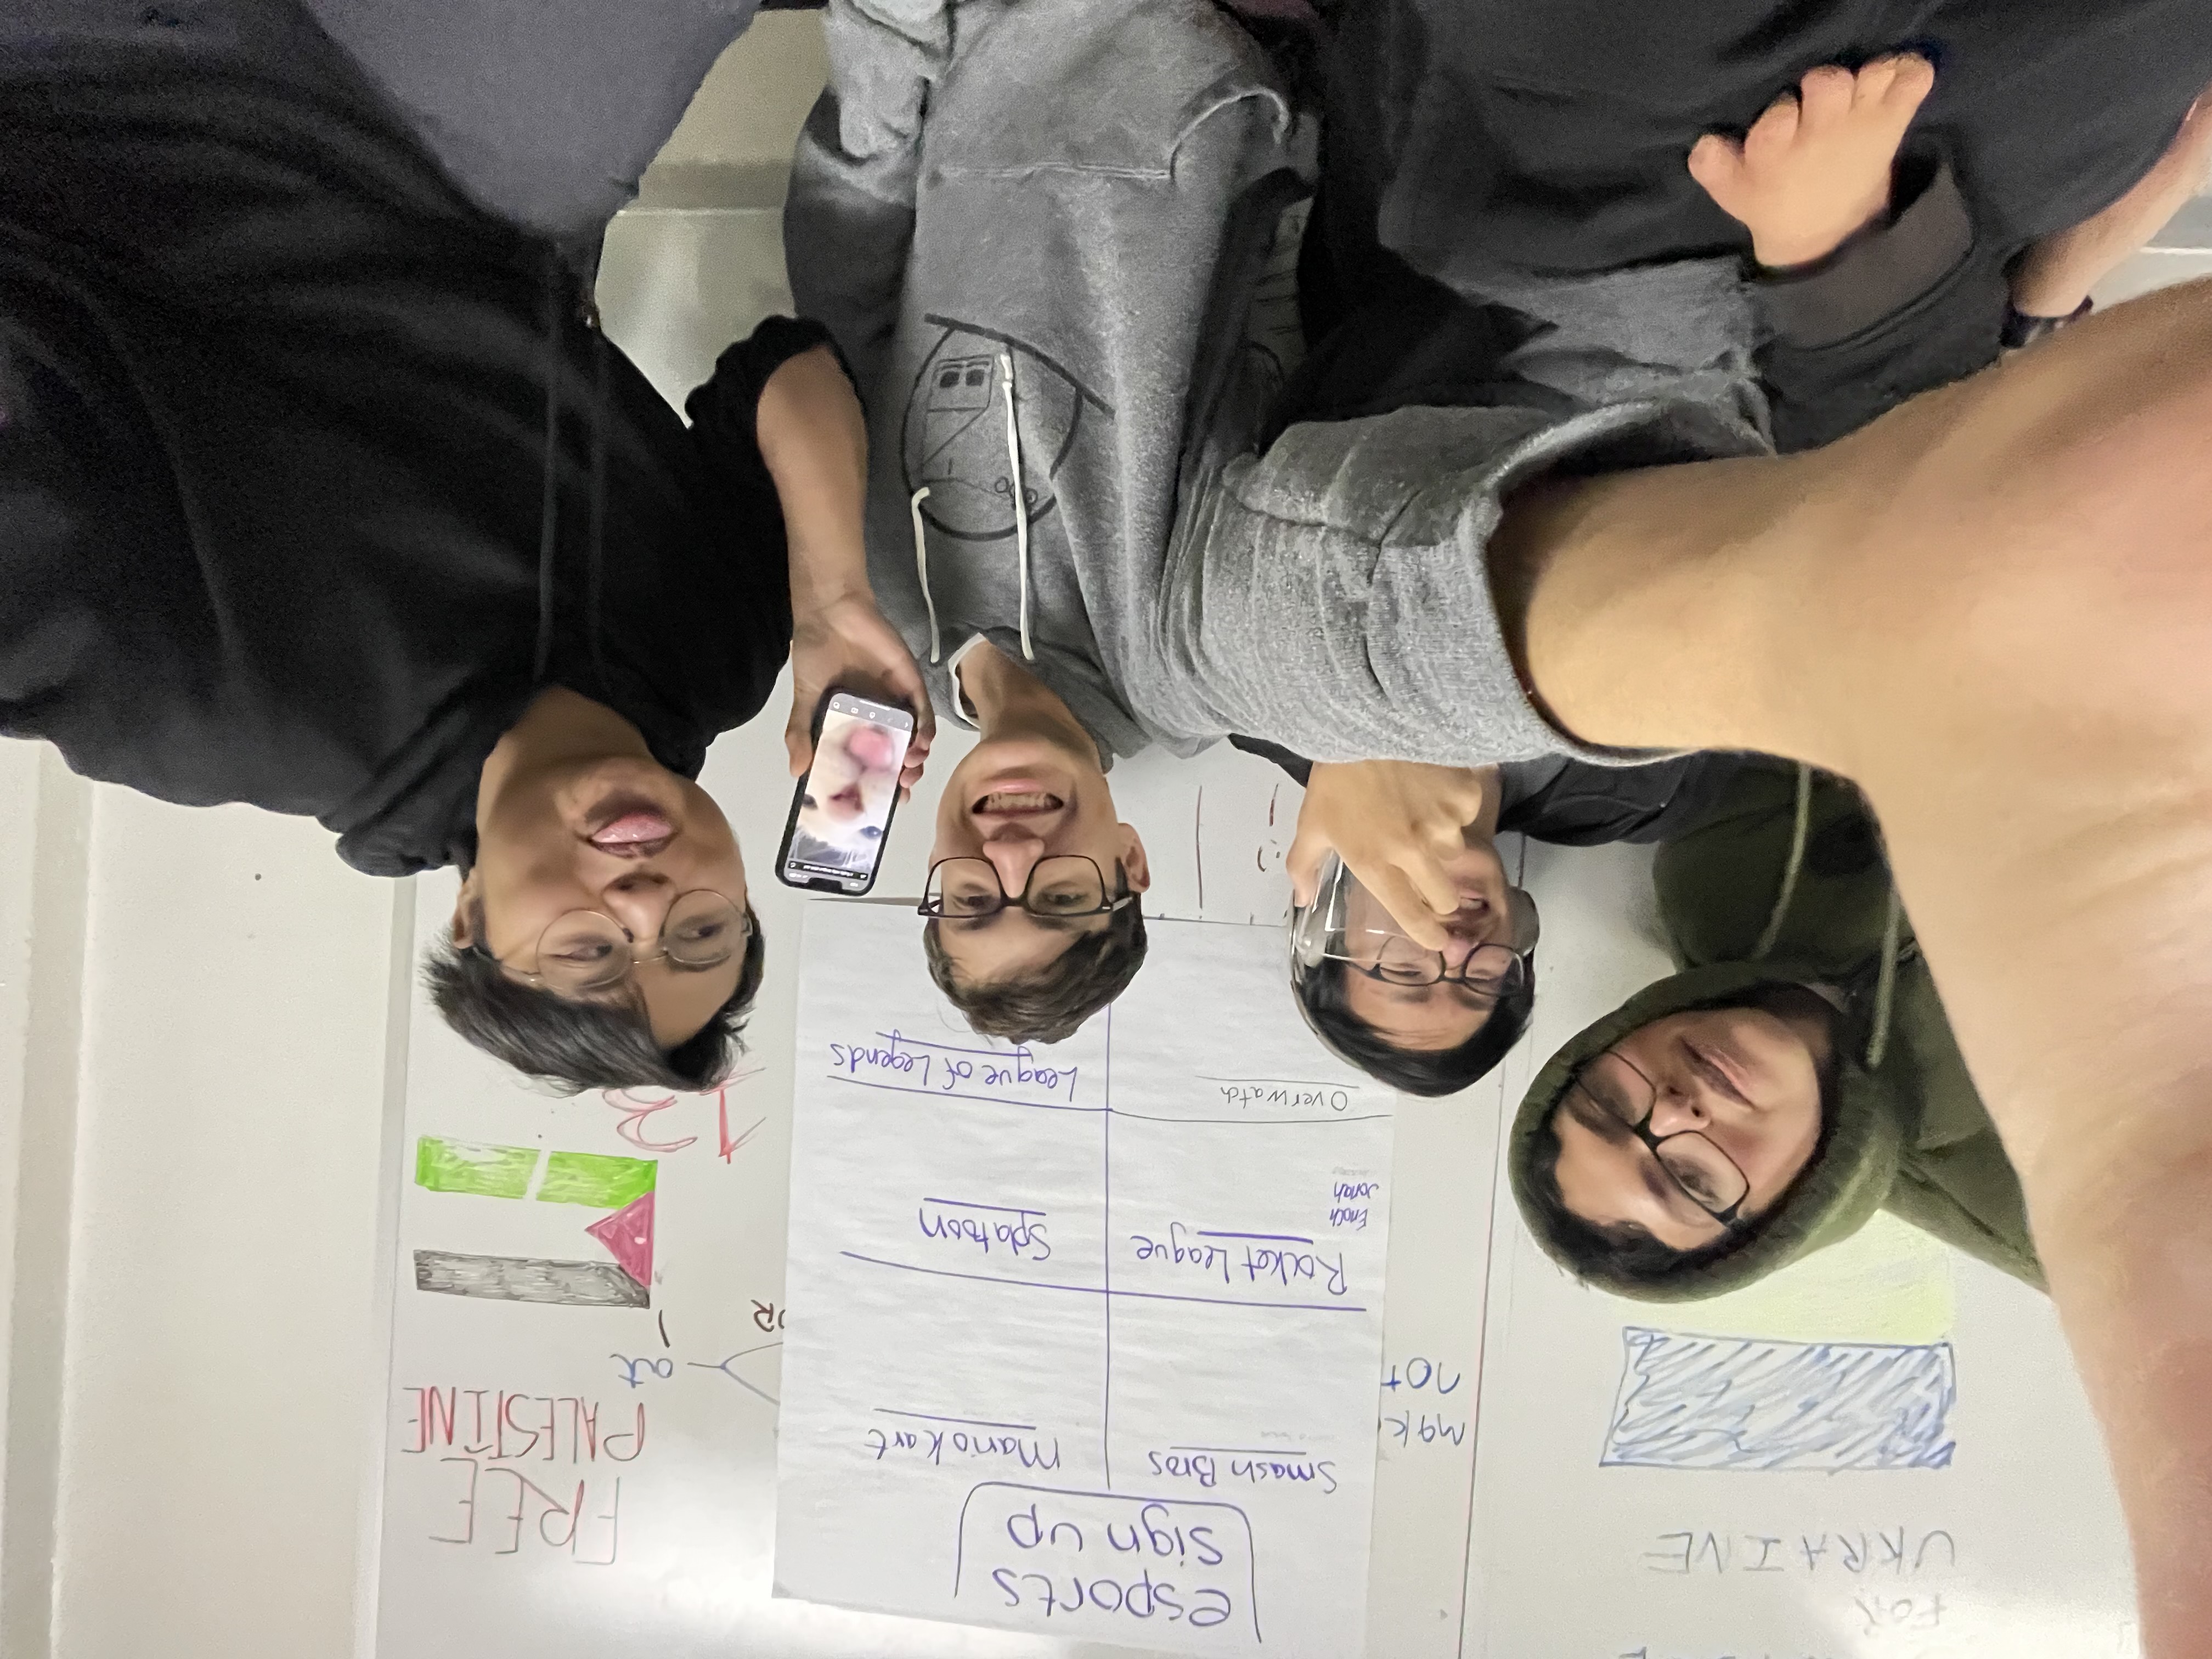 FOR
UKRAINE
esports
sign up
Smash Bros
Mario Kart
Rocket League
Enoch
Jonah
Splatoon
Overwatch
League of Legends
mak
not
FREE
PALESTINE
at
OR
13